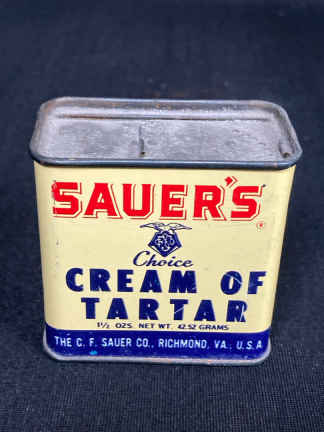 SAUER'S
®
Choice
CREAM OF
TARTAR
1½ OZS. NET WT. 42.52 GRAMS
THE C. F. SAUER CO., RICHMOND, VA., U.S.A.